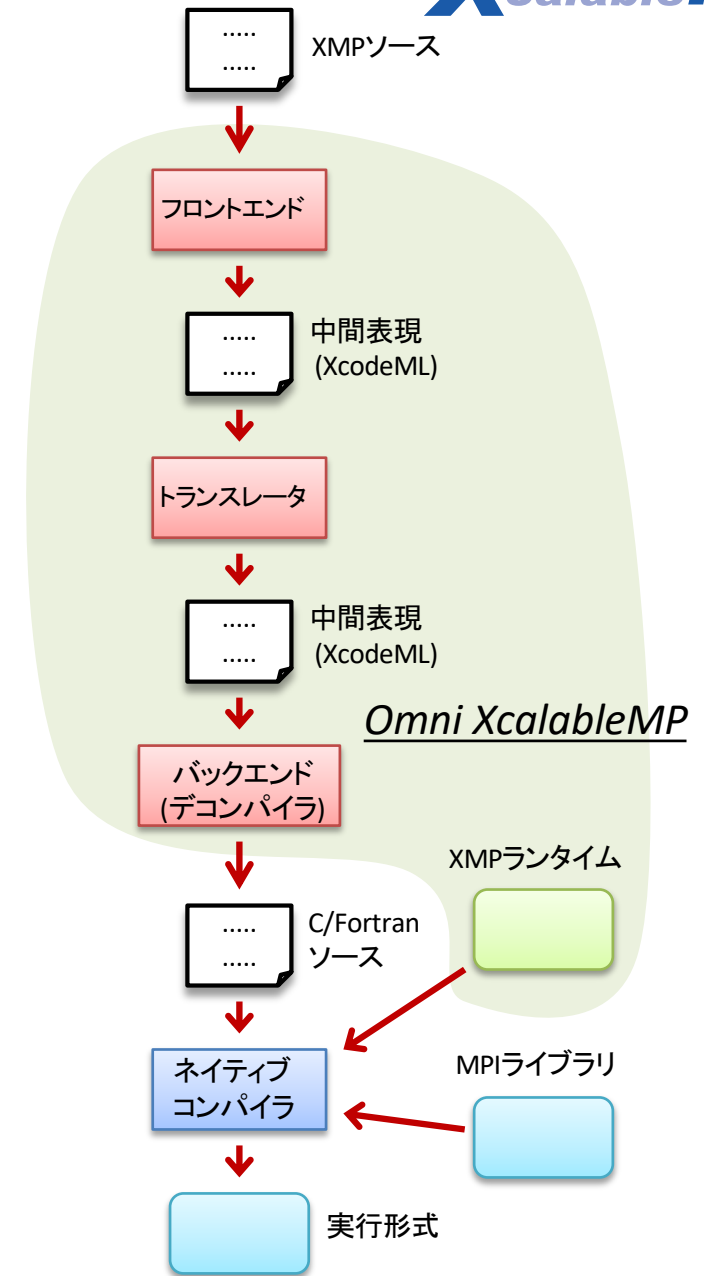 .....
.....
XMPソース
フロントエンド
.....
.....
中間表現
(XcodeML)
トランスレータ
.....
.....
中間表現
(XcodeML)
Omni XcalableMP
バックエンド
(デコンパイラ)
XMPランタイム
.....
.....
C/Fortran
ソース
ネイティブ
コンパイラ
MPIライブラリ
実行形式